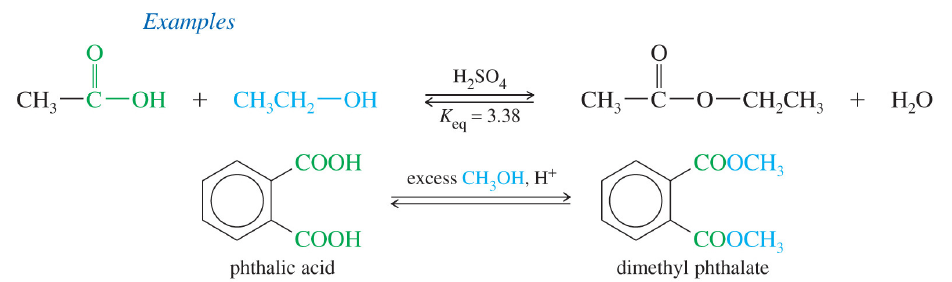 Examples
O O
CH₃—C—OH + CH₃CH₂—OH H₂SO₄ Kₑq = 3.38 CH₃—C—O—CH₂CH₃ + H₂O
COOH excess CH₃OH, H⁺ COOCH₃
COOH COOCH₃
phthalic acid dimethyl phthalate